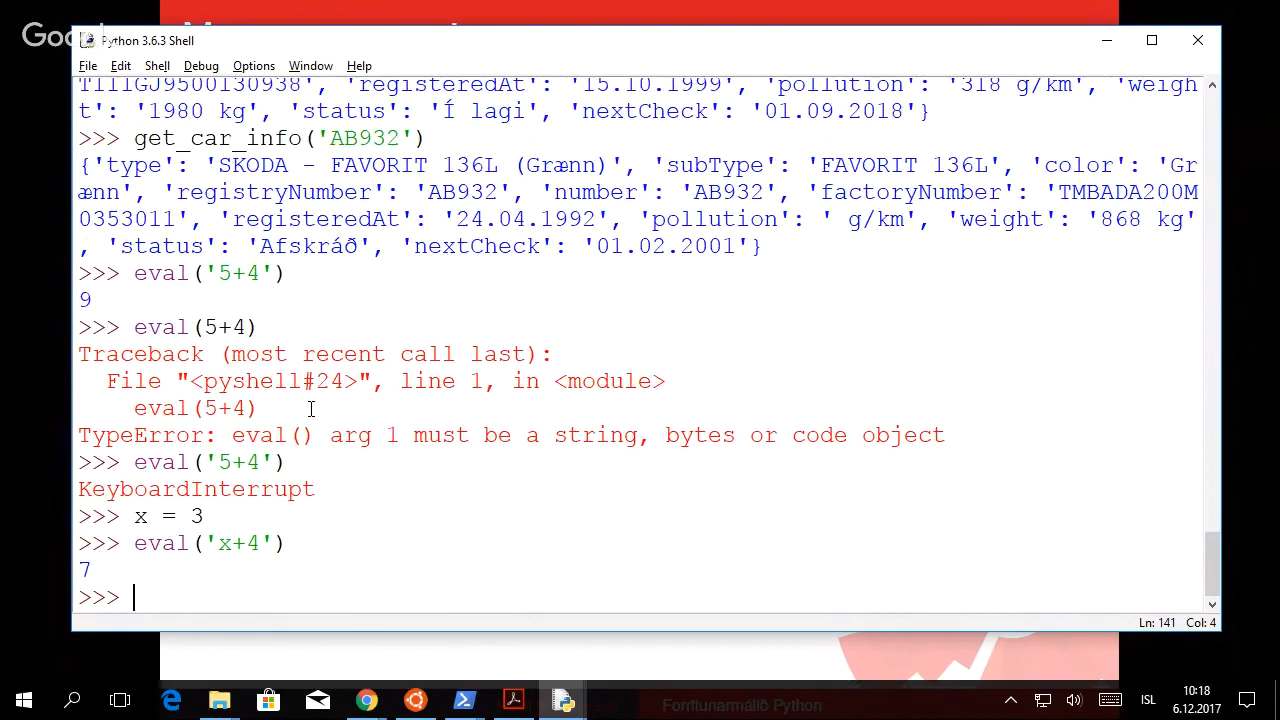 Python 3.6.3 Shell
File Edit Shell Debug Options Window Help
T111GJ9500130938', 'registeredAt': '15.10.1999', 'pollution': '318 g/km', 'weigh
t': '1980 kg', 'status': 'Í lagi', 'nextCheck': '01.09.2018'}
>>> get_car_info('AB932')
{'type': 'SKODA - FAVORIT 136L (Grænn)', 'subType': 'FAVORIT 136L', 'color': 'Gr
ænn', 'registryNumber': 'AB932', 'number': 'AB932', 'factoryNumber': 'TMBADA200M
0353011', 'registeredAt': '24.04.1992', 'pollution': ' g/km', 'weight': '868 kg'
, 'status': 'Afskráð', 'nextCheck': '01.02.2001'}
>>> eval('5+4')
9
>>> eval(5+4)
Traceback (most recent call last):
  File "<pyshell#24>", line 1, in <module>
    eval(5+4)
TypeError: eval() arg 1 must be a string, bytes or code object
>>> eval('5+4')
KeyboardInterrupt
>>> x = 3
>>> eval('x+4')
7
>>>
Ln: 141 Col: 4
Forritunarmálið Python
ISL
10:18
6.12.2017